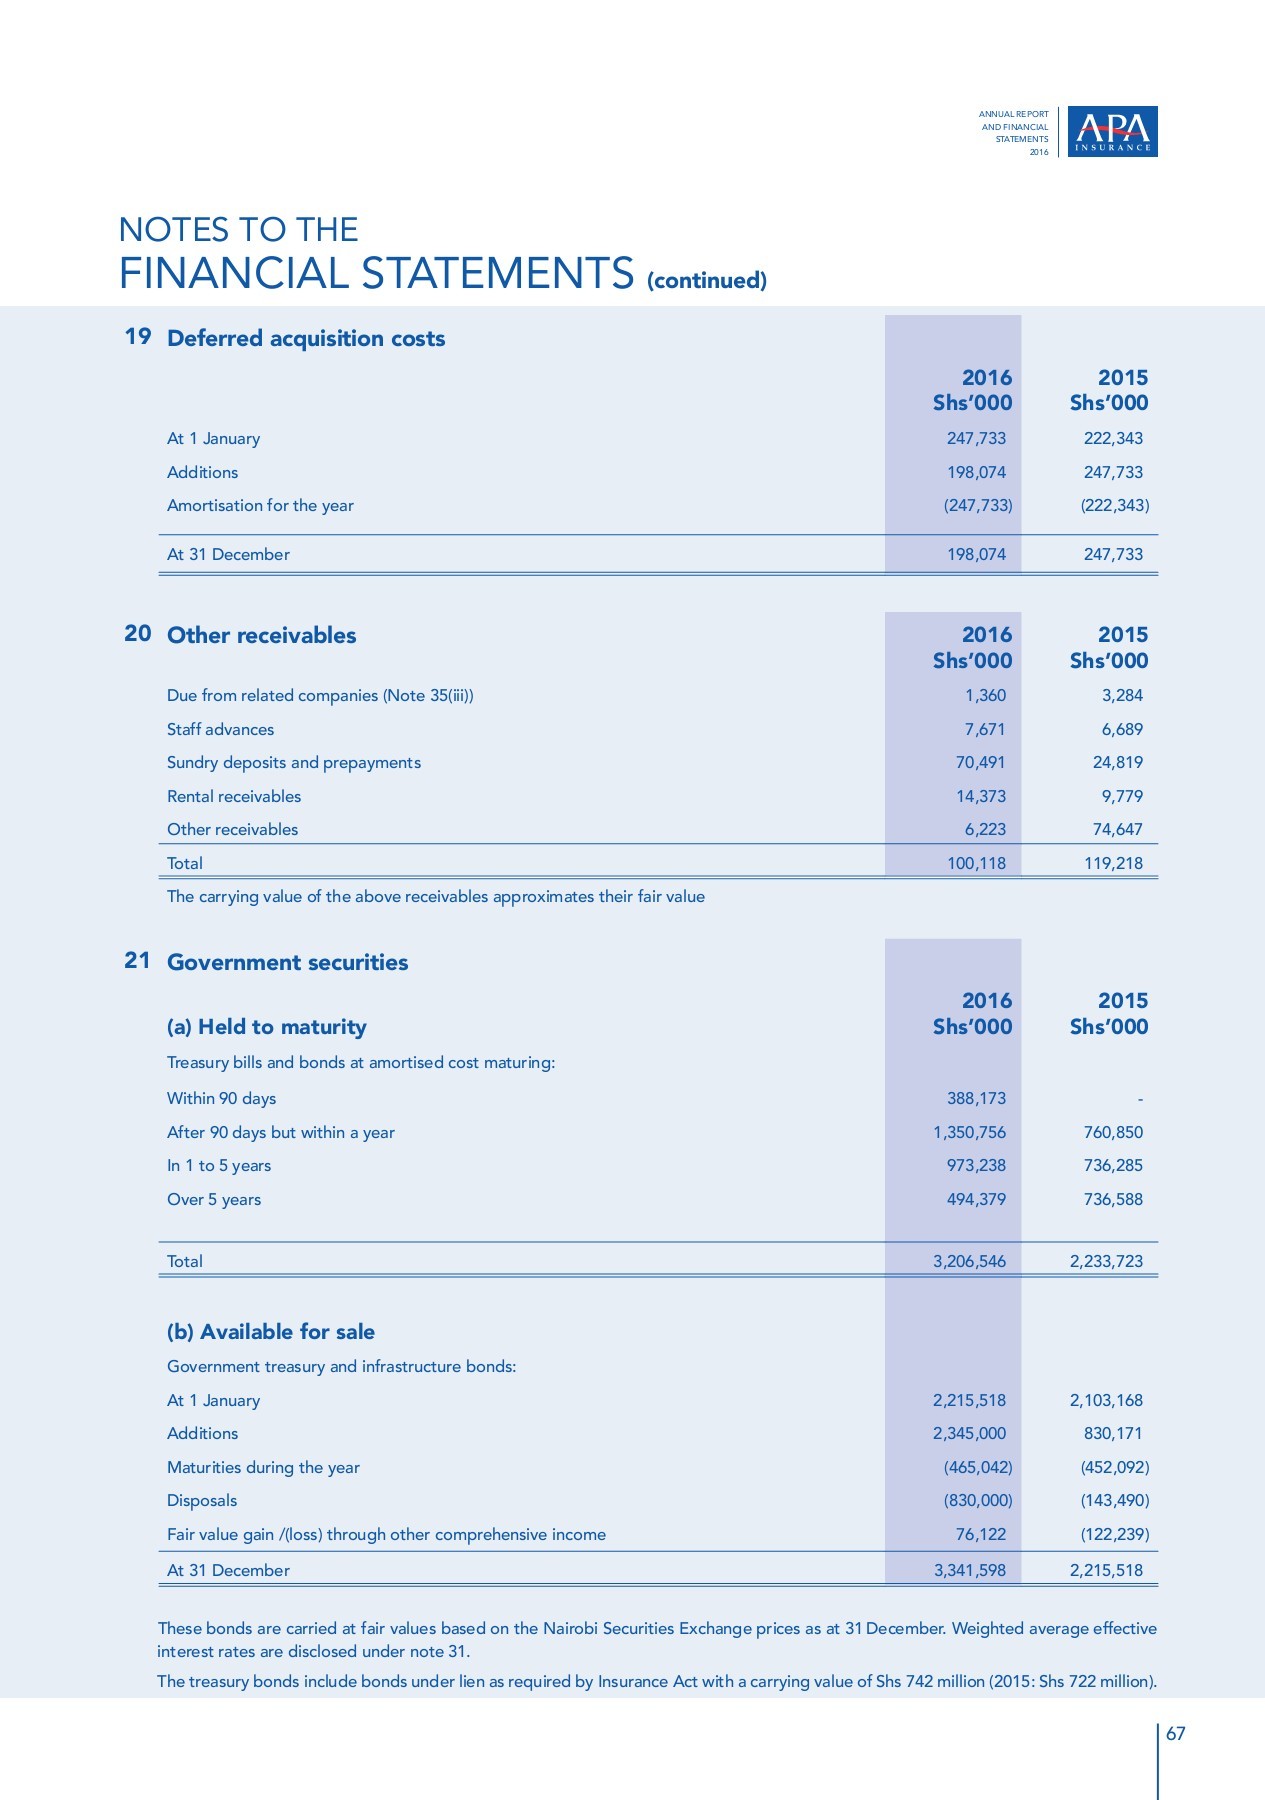 ANNUAL REPORT
AND FINANCIAL
STATEMENTS
2016
APA
INSURANCE
NOTES TO THE
FINANCIAL STATEMENTS (continued)
19 Deferred acquisition costs
2016 2015
Shs’000 Shs’000
At 1 January 247,733 222,343
Additions 198,074 247,733
Amortisation for the year (247,733) (222,343)
At 31 December 198,074 247,733
20 Other receivables 2016 2015
Shs’000 Shs’000
Due from related companies (Note 35(iii)) 1,360 3,284
Staff advances 7,671 6,689
Sundry deposits and prepayments 70,491 24,819
Rental receivables 14,373 9,779
Other receivables 6,223 74,647
Total 100,118 119,218
The carrying value of the above receivables approximates their fair value
21 Government securities
2016 2015
(a) Held to maturity Shs’000 Shs’000
Treasury bills and bonds at amortised cost maturing:
Within 90 days 388,173 -
After 90 days but within a year 1,350,756 760,850
In 1 to 5 years 973,238 736,285
Over 5 years 494,379 736,588
Total 3,206,546 2,233,723
(b) Available for sale
Government treasury and infrastructure bonds:
At 1 January 2,215,518 2,103,168
Additions 2,345,000 830,171
Maturities during the year (465,042) (452,092)
Disposals (830,000) (143,490)
Fair value gain /(loss) through other comprehensive income 76,122 (122,239)
At 31 December 3,341,598 2,215,518
These bonds are carried at fair values based on the Nairobi Securities Exchange prices as at 31 December. Weighted average effective
interest rates are disclosed under note 31.
The treasury bonds include bonds under lien as required by Insurance Act with a carrying value of Shs 742 million (2015: Shs 722 million).
67